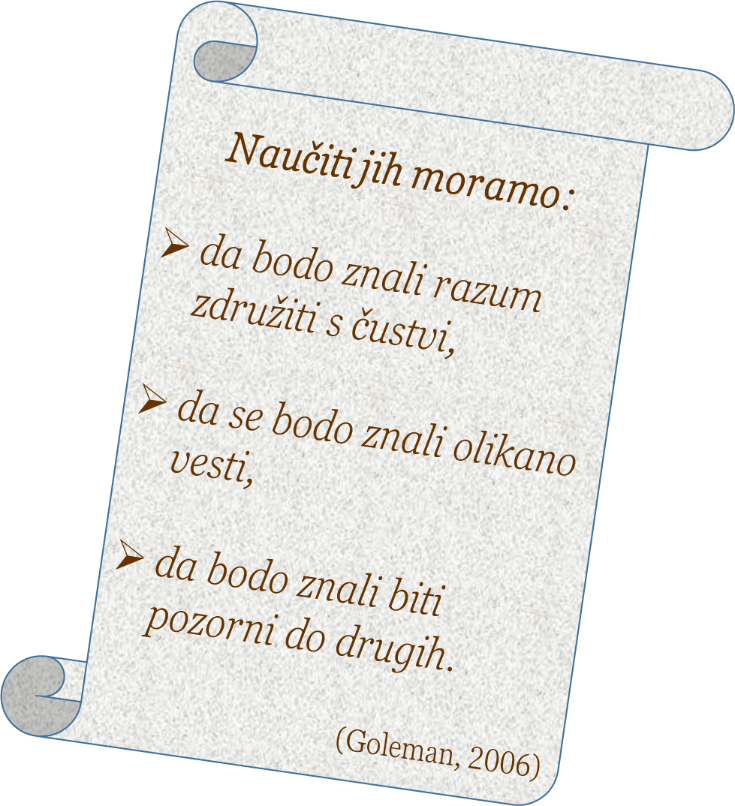 Naučiti jih moramo:
➢ da bodo znali razum
združiti s čustvi,
➢ da se bodo znali olikano
vesti,
➢ da bodo znali biti
pozorni do drugih.
(Goleman, 2006)